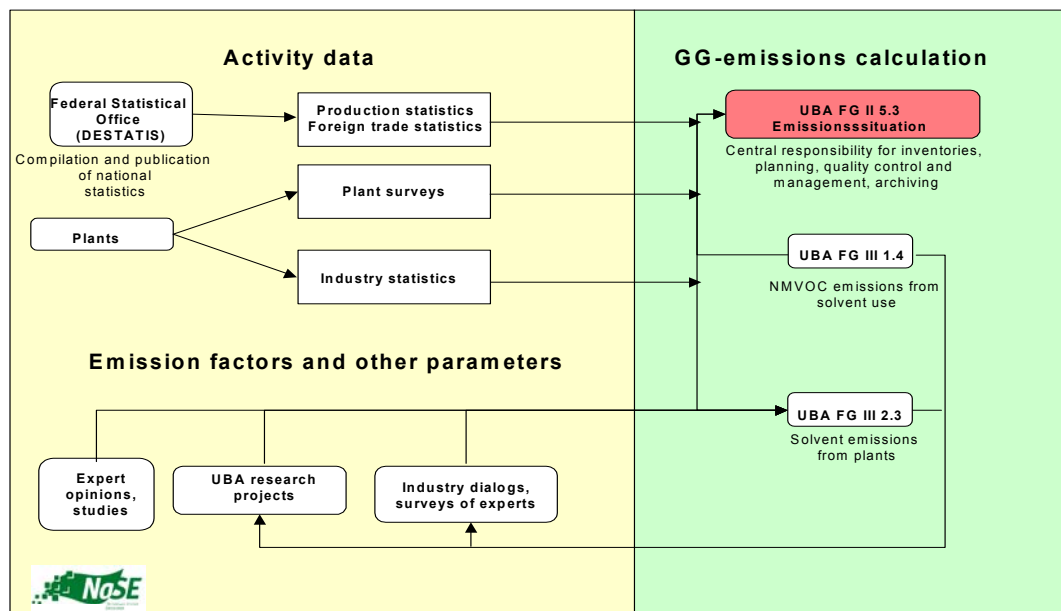 Activity data
GG-emissions calculation
Federal Statistical
Office
(DESTATIS)
Compilation and publication
of national
statistics
Production statistics
Foreign trade statistics
Plant surveys
Plants
Industry statistics
UBA FG II 5.3
Emissionsssituation
Central responsibility for inventories,
planning, quality control and
management, archiving
UBA FG III 1.4
NMVOC emissions from
solvent use
Emission factors and other parameters
UBA FG III 2.3
Solvent emissions
from plants
Expert
opinions,
studies
UBA research
projects
Industry dialogs,
surveys of experts
NaSE